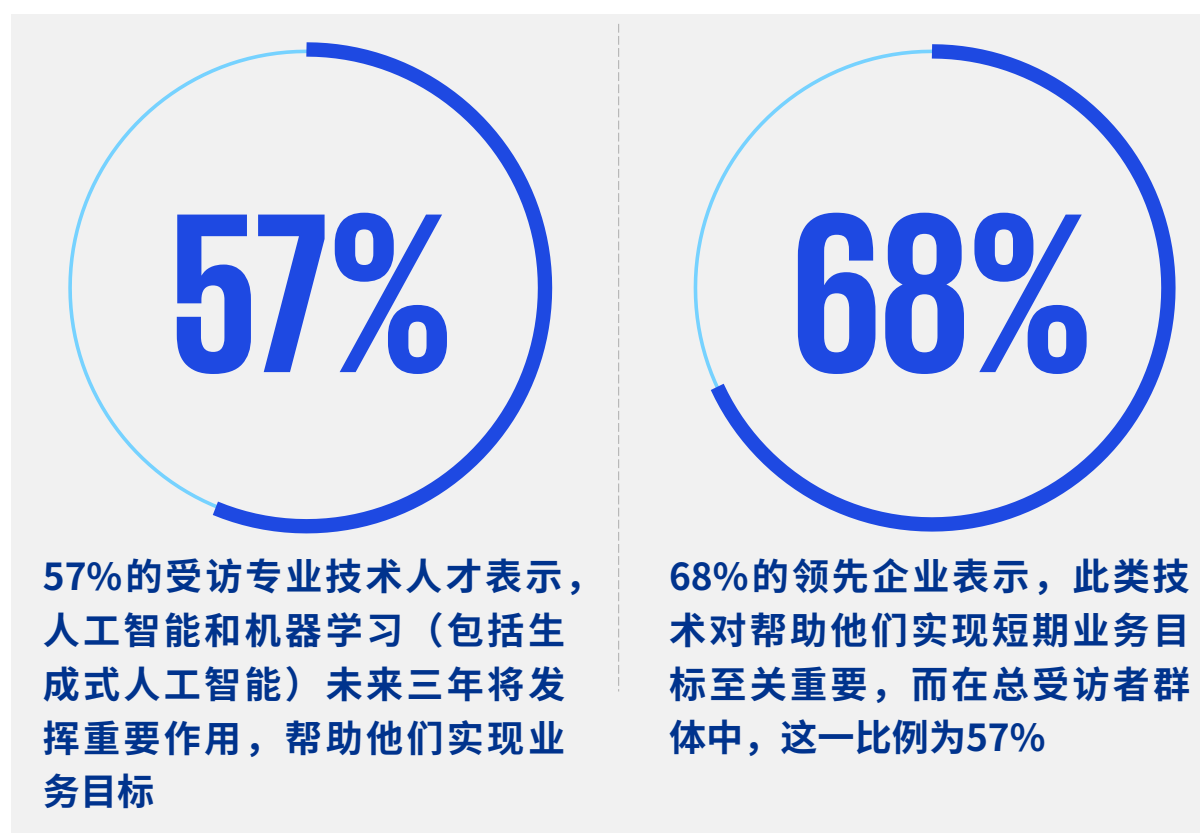 57%
57%的受访专业技术人才表示，
人工智能和机器学习（包括生
成式人工智能）未来三年将发
挥重要作用，帮助他们实现业
务目标
68%
68%的领先企业表示，此类技
术对帮助他们实现短期业务目
标至关重要，而在总受访者群
体中，这一比例为57%